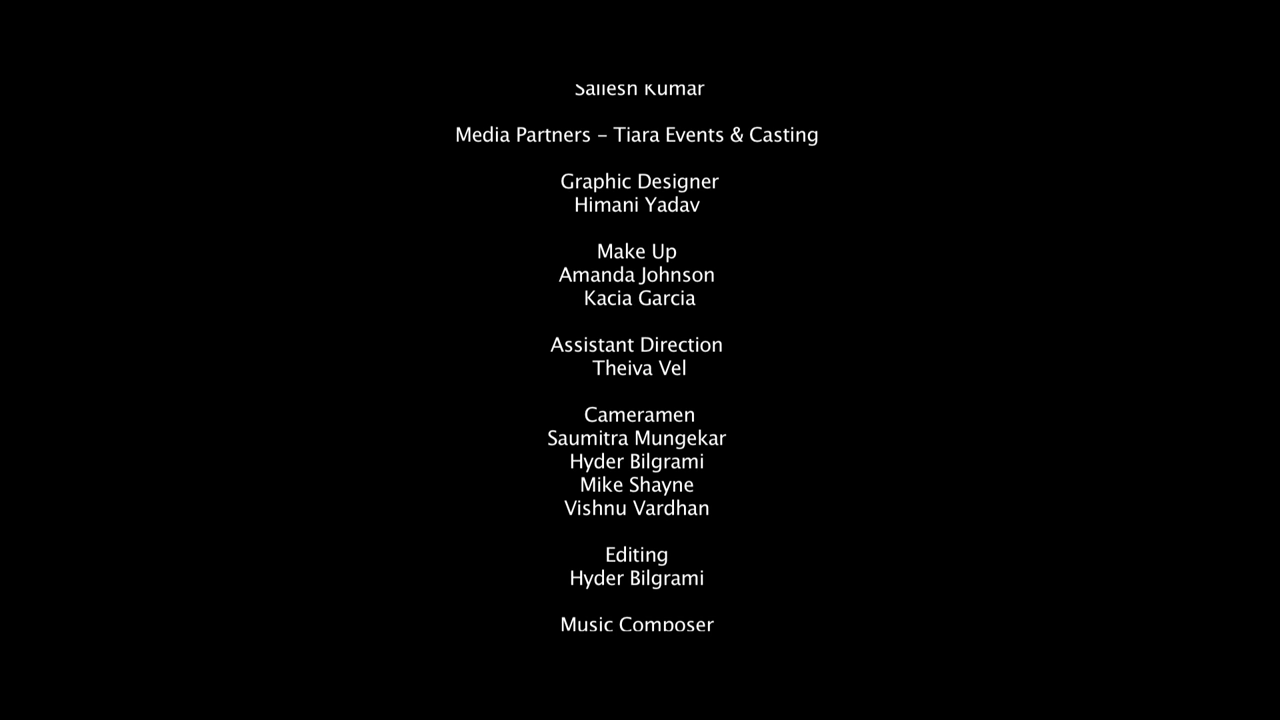 Sailesh Kumar
Media Partners – Tiara Events & Casting
Graphic Designer
Himani Yadav
Make Up
Amanda Johnson
Kacia Garcia
Assistant Direction
Theiva Vel
Cameramen
Saumitra Mungekar
Hyder Bilgrami
Mike Shayne
Vishnu Vardhan
Editing
Hyder Bilgrami
Music Composer